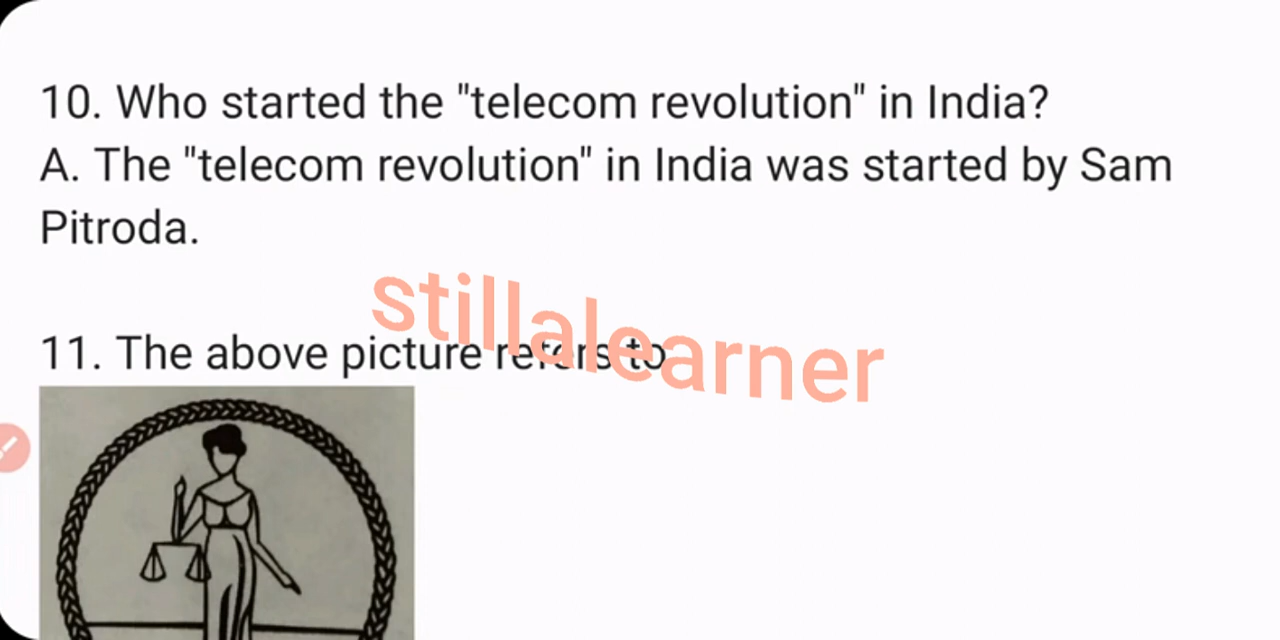 10. Who started the "telecom revolution" in India?
A. The "telecom revolution" in India was started by Sam
Pitroda.
stillalearner
11. The above picture refers to